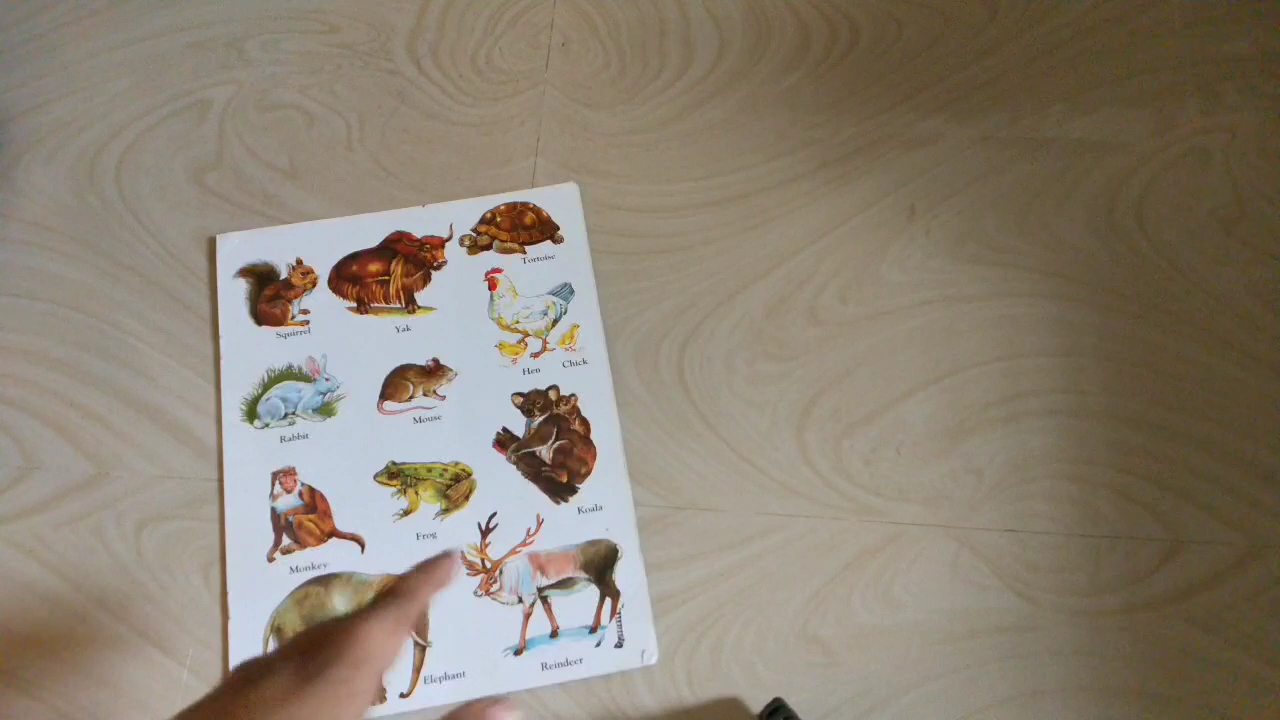 Squirrel
Yak
Tortoise
Hen
Chick
Rabbit
Mouse
Koala
Monkey
Frog
Elephant
Reindeer